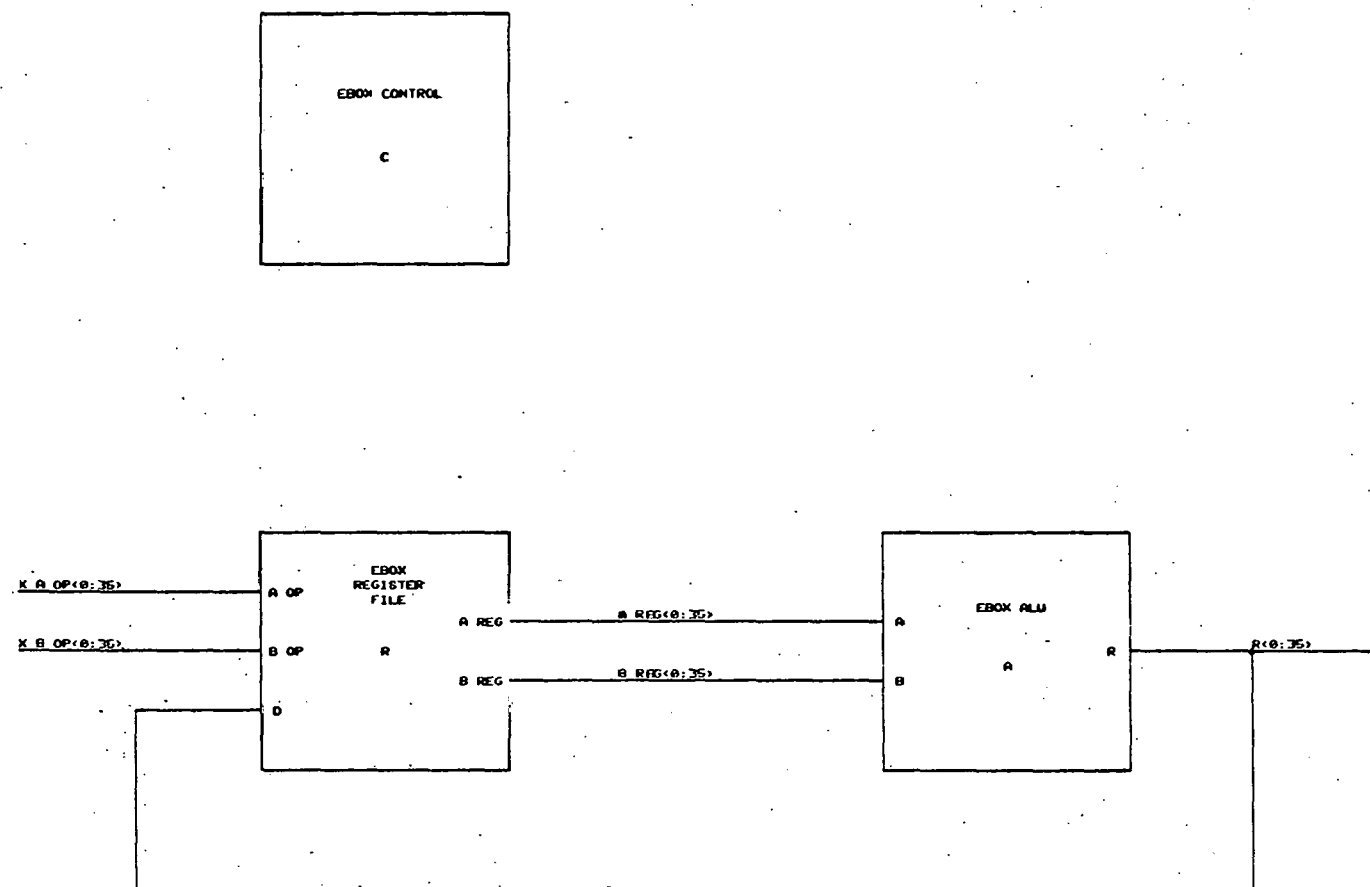 EBOX CONTROL
C
EBOX
REGISTER
FILE
X A OP<0:35>
A OP
A REG
A REG<0:35>
A
EBOX ALU
X B OP<0:35>
B OP
R
B REG
B REG<0:35>
B
A
R
R<0:35>
D